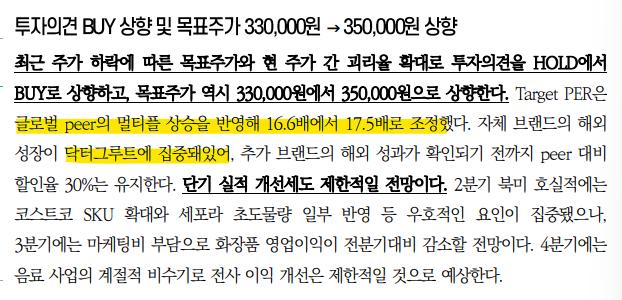 투자의견 BUY 상향 및 목표주가 330,000원 → 350,000원 상향
최근 주가 하락에 따른 목표주가와 현 주가 간 괴리율 확대로 투자의견을 HOLD에서
BUY로 상향하고, 목표주가 역시 330,000원에서 350,000원으로 상향한다. Target PER은
글로벌 peer의 멀티플 상승을 반영해 16.6배에서 17.5배로 조정했다. 자체 브랜드의 해외
성장이 닥터그루트에 집중돼있어, 추가 브랜드의 해외 성과가 확인되기 전까지 peer 대비
할인율 30%는 유지한다. 단기 실적 개선세도 제한적일 전망이다. 2분기 북미 호실적에는
코스트코 SKU 확대와 세포라 초도물량 일부 반영 등 우호적인 요인이 집중됐으나,
3분기에는 마케팅비 부담으로 화장품 영업이익이 전분기대비 감소할 전망이다. 4분기에는
음료 사업의 계절적 비수기로 전사 이익 개선은 제한적일 것으로 예상한다.